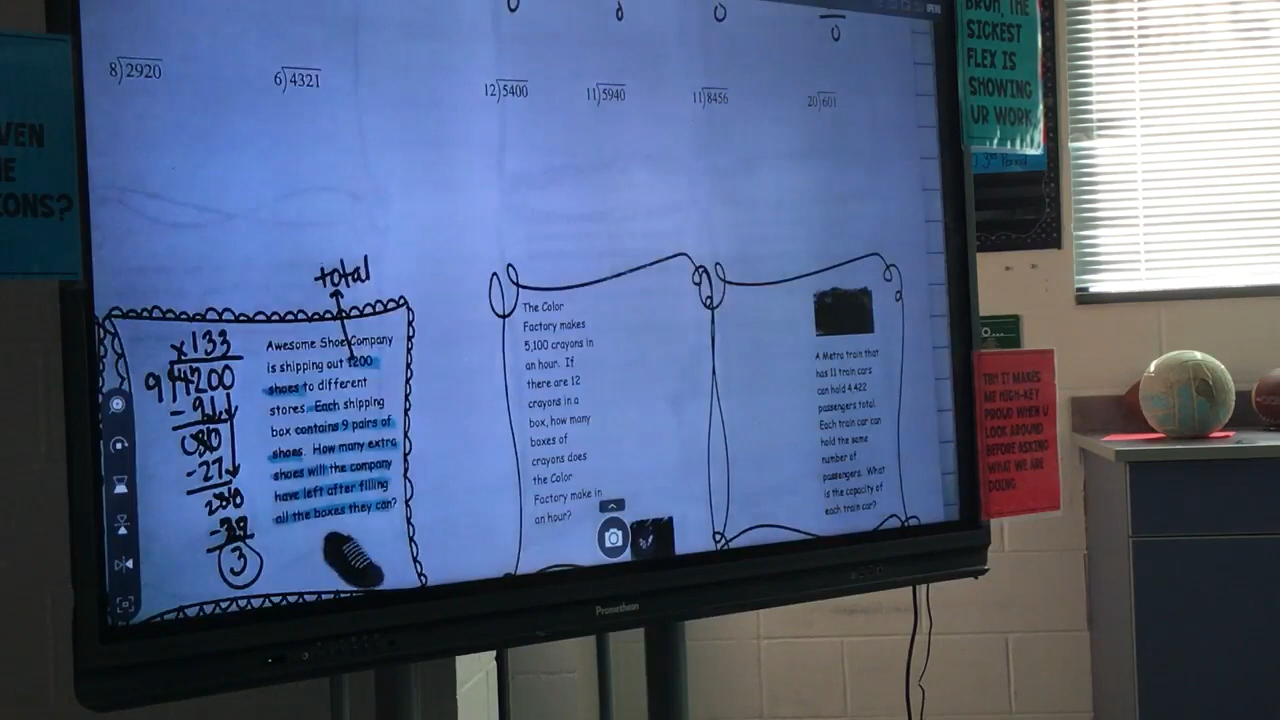 BRUH, THE
SICKEST
FLEX IS
SHOWING
UR WORK
3rd Period
8)2920
6)4321
12)5400
11)5940
11)8456
20)601
total
x133
9)4200
Awesome Shoe Company
is shipping out 1200
shoes to different
stores. Each shipping
box contains 9 pairs of
shoes. How many extra
shoes will the company
have left after filling
all the boxes they can?
-27
3
The Color
Factory makes
5,100 crayons in
an hour. If
there are 12
crayons in a
box, how many
boxes of
crayons does
the Color
Factory make in
an hour?
A Metro train that
has 11 train cars
can hold 4,422
passengers total.
Each train car can
hold the same
number of
passengers. What
is the capacity of
each train car?
TBH IT MAKES
ME HIGH-KEY
PROUD WHEN U
LOOK AROUND
BEFORE ASKING
WHAT WE ARE
DOING
Promethean